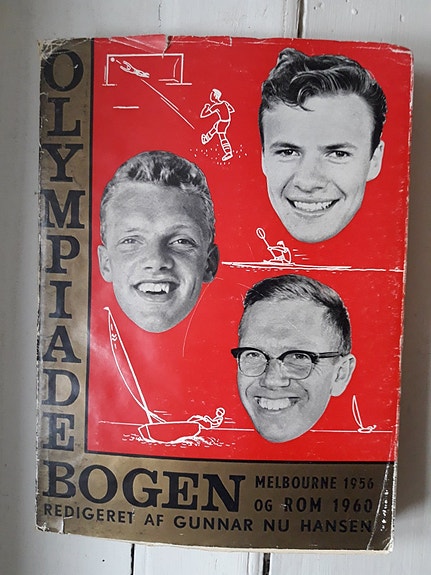 OLYMPIADE
BOGEN
MELBOURNE 1956
OG ROM 1960
REDIGERET AF GUNNAR NU HANSEN